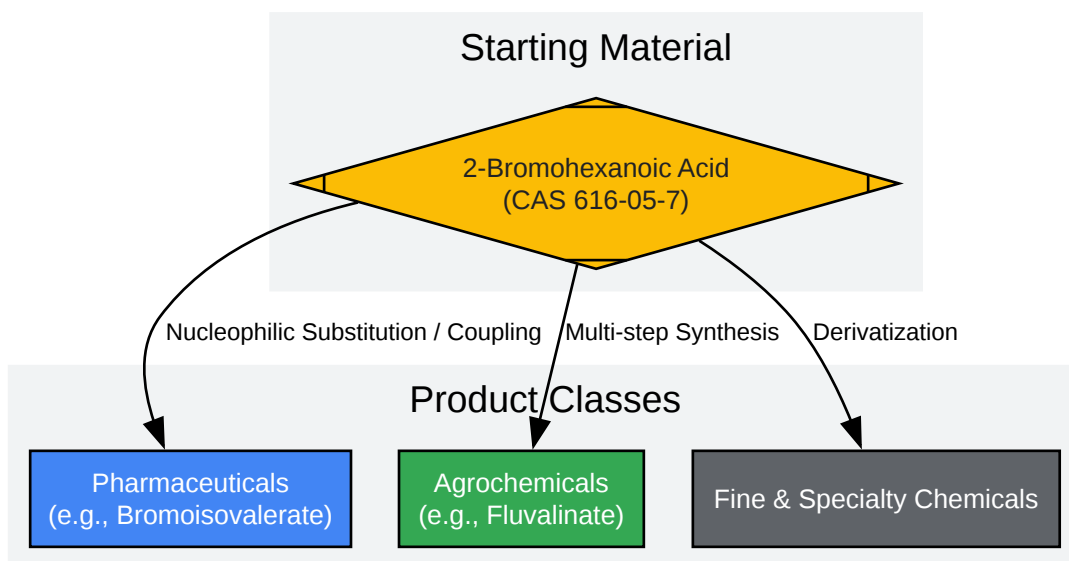 Starting Material
2-Bromohexanoic Acid
(CAS 616-05-7)
Nucleophilic Substitution / Coupling
Multi-step Synthesis
Derivatization
Product Classes
Pharmaceuticals
(e.g., Bromoisovalerate)
Agrochemicals
(e.g., Fluvalinate)
Fine & Specialty Chemicals